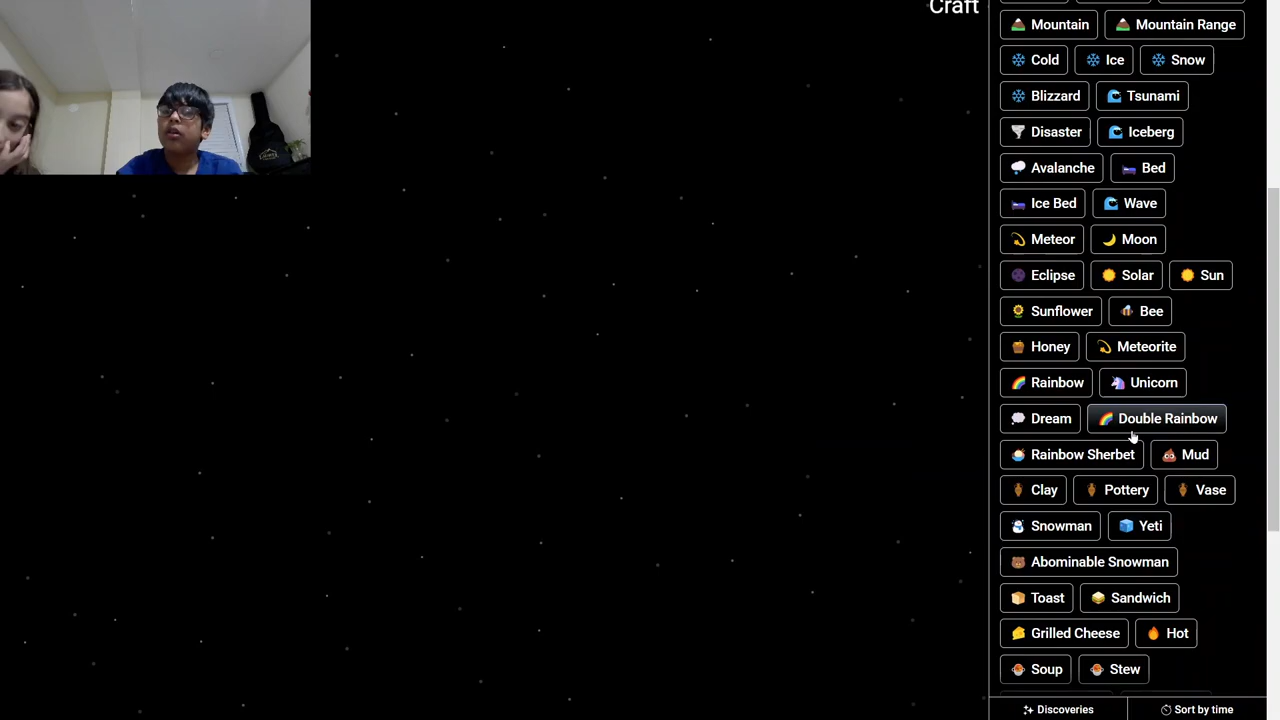 Craft
Mountain Mountain Range
Cold Ice Snow
Blizzard Tsunami
Disaster Iceberg
Avalanche Bed
Ice Bed Wave
Meteor Moon
Eclipse Solar Sun
Sunflower Bee
Honey Meteorite
Rainbow Unicorn
Dream Double Rainbow
Rainbow Sherbet Mud
Clay Pottery Vase
Snowman Yeti
Abominable Snowman
Toast Sandwich
Grilled Cheese Hot
Soup Stew
Discoveries Sort by time